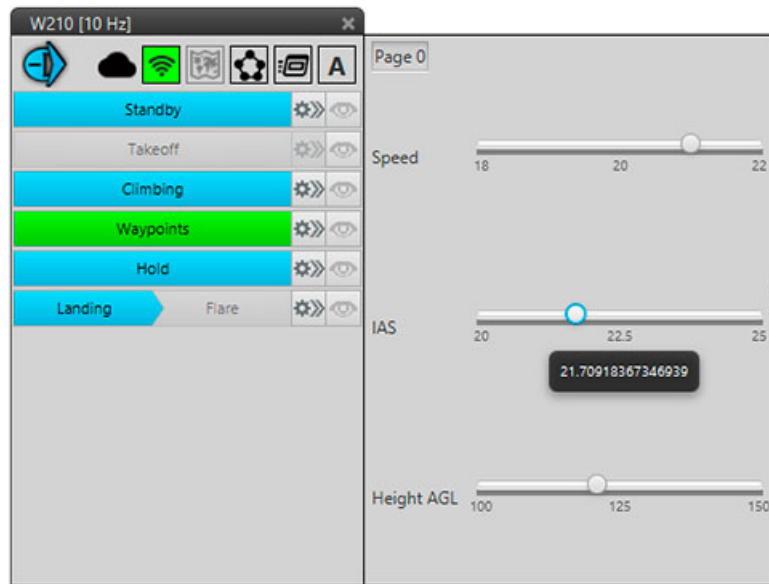 W210 [10 Hz]
A
Standby
Takeoff
Climbing
Waypoints
Hold
Landing Flare
Page 0
Speed
18 20 22
IAS
20 22.5 25
21.70918367346939
Height AGL
100 125 150